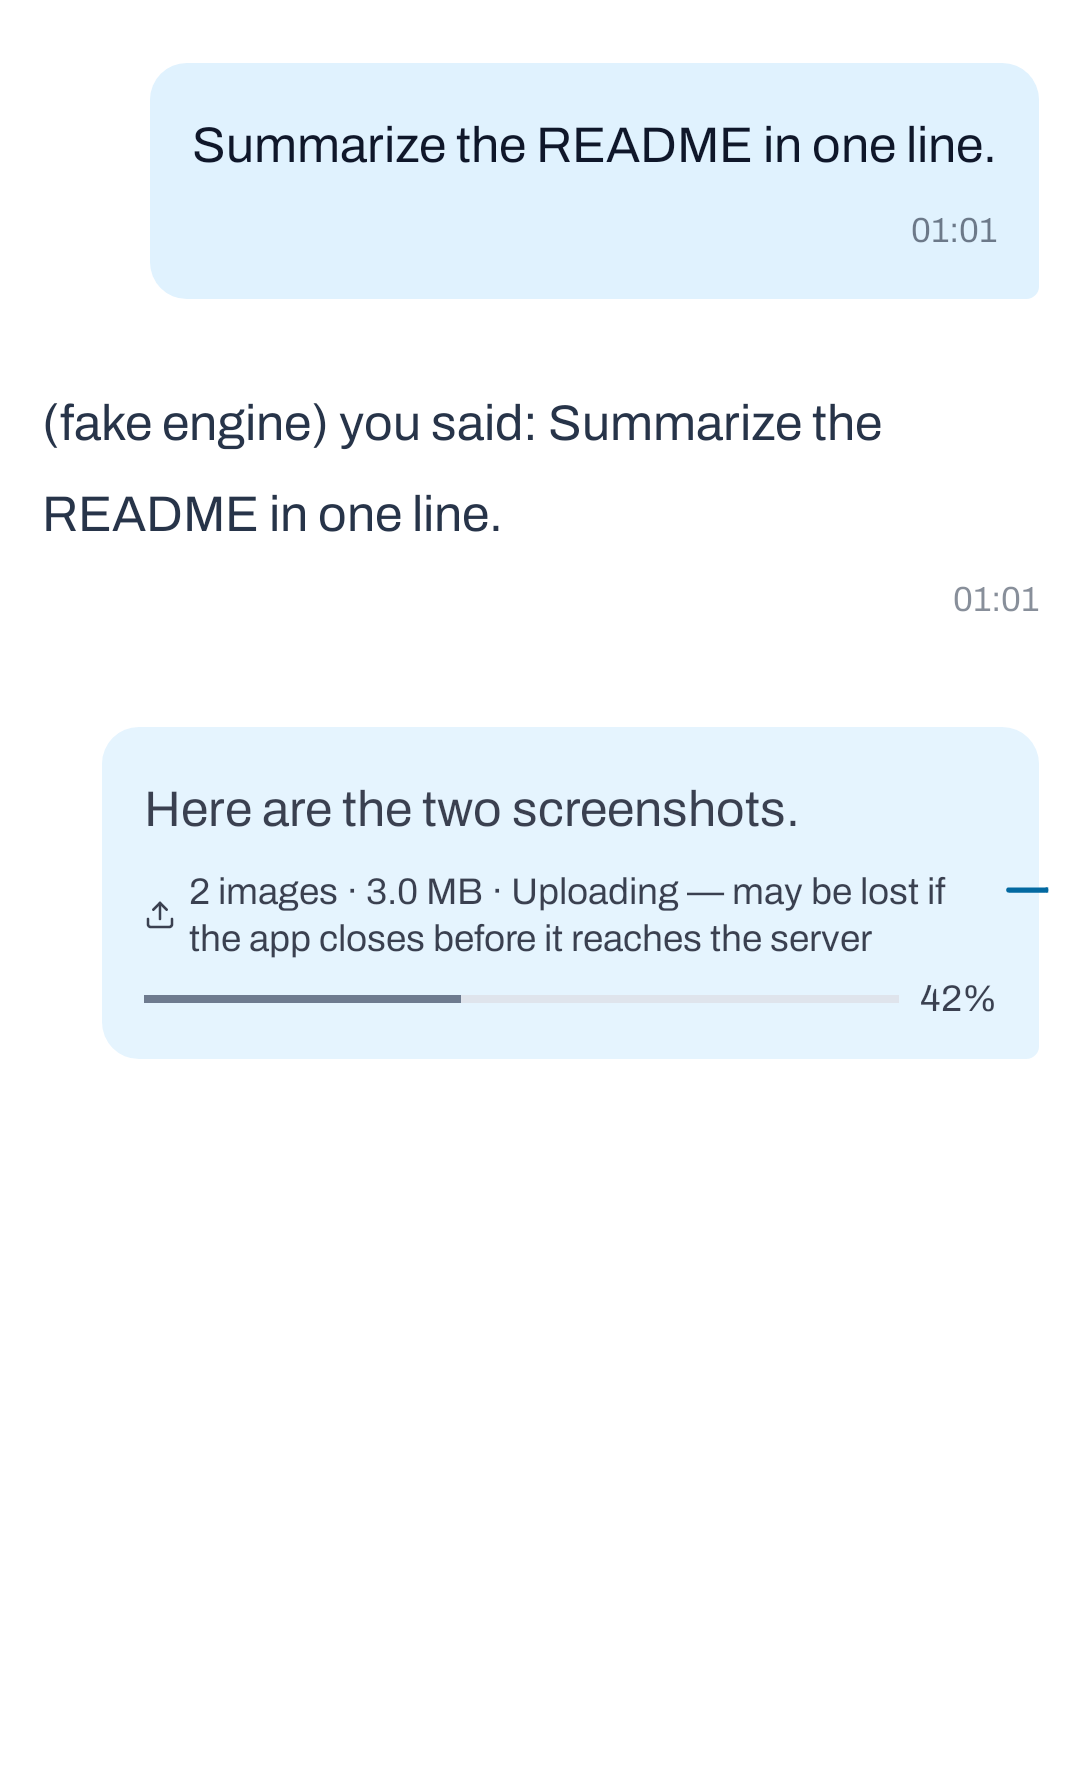 Summarize the README in one line.
01:01
(fake engine) you said: Summarize the
README in one line.
01:01
Here are the two screenshots.
2 images · 3.0 MB · Uploading — may be lost if
the app closes before it reaches the server
42%